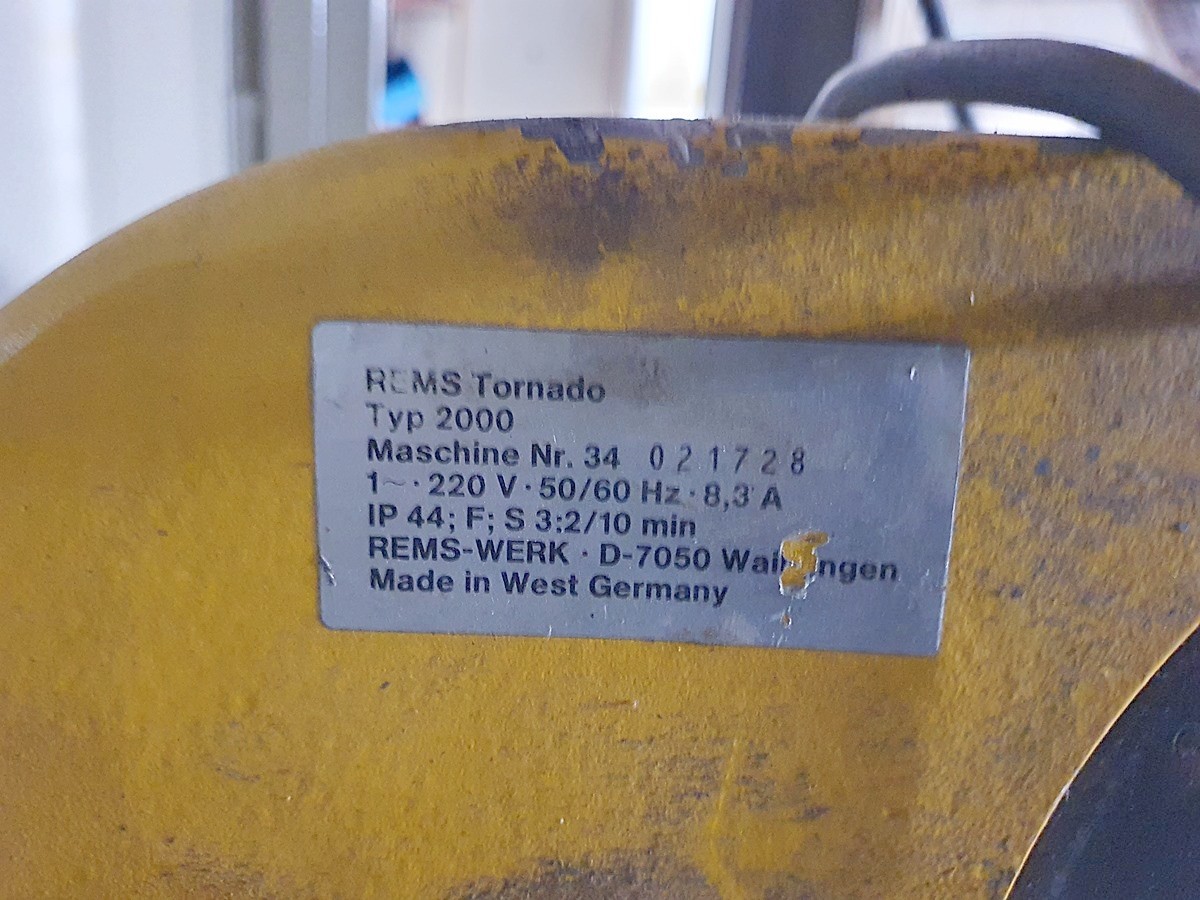 REMS Tornado
Typ 2000
Maschine Nr. 34 021728
1~ · 220 V · 50/60 Hz · 8,3 A
IP 44; F; S 3:2/10 min
REMS-WERK · D-7050
Made in West Germany